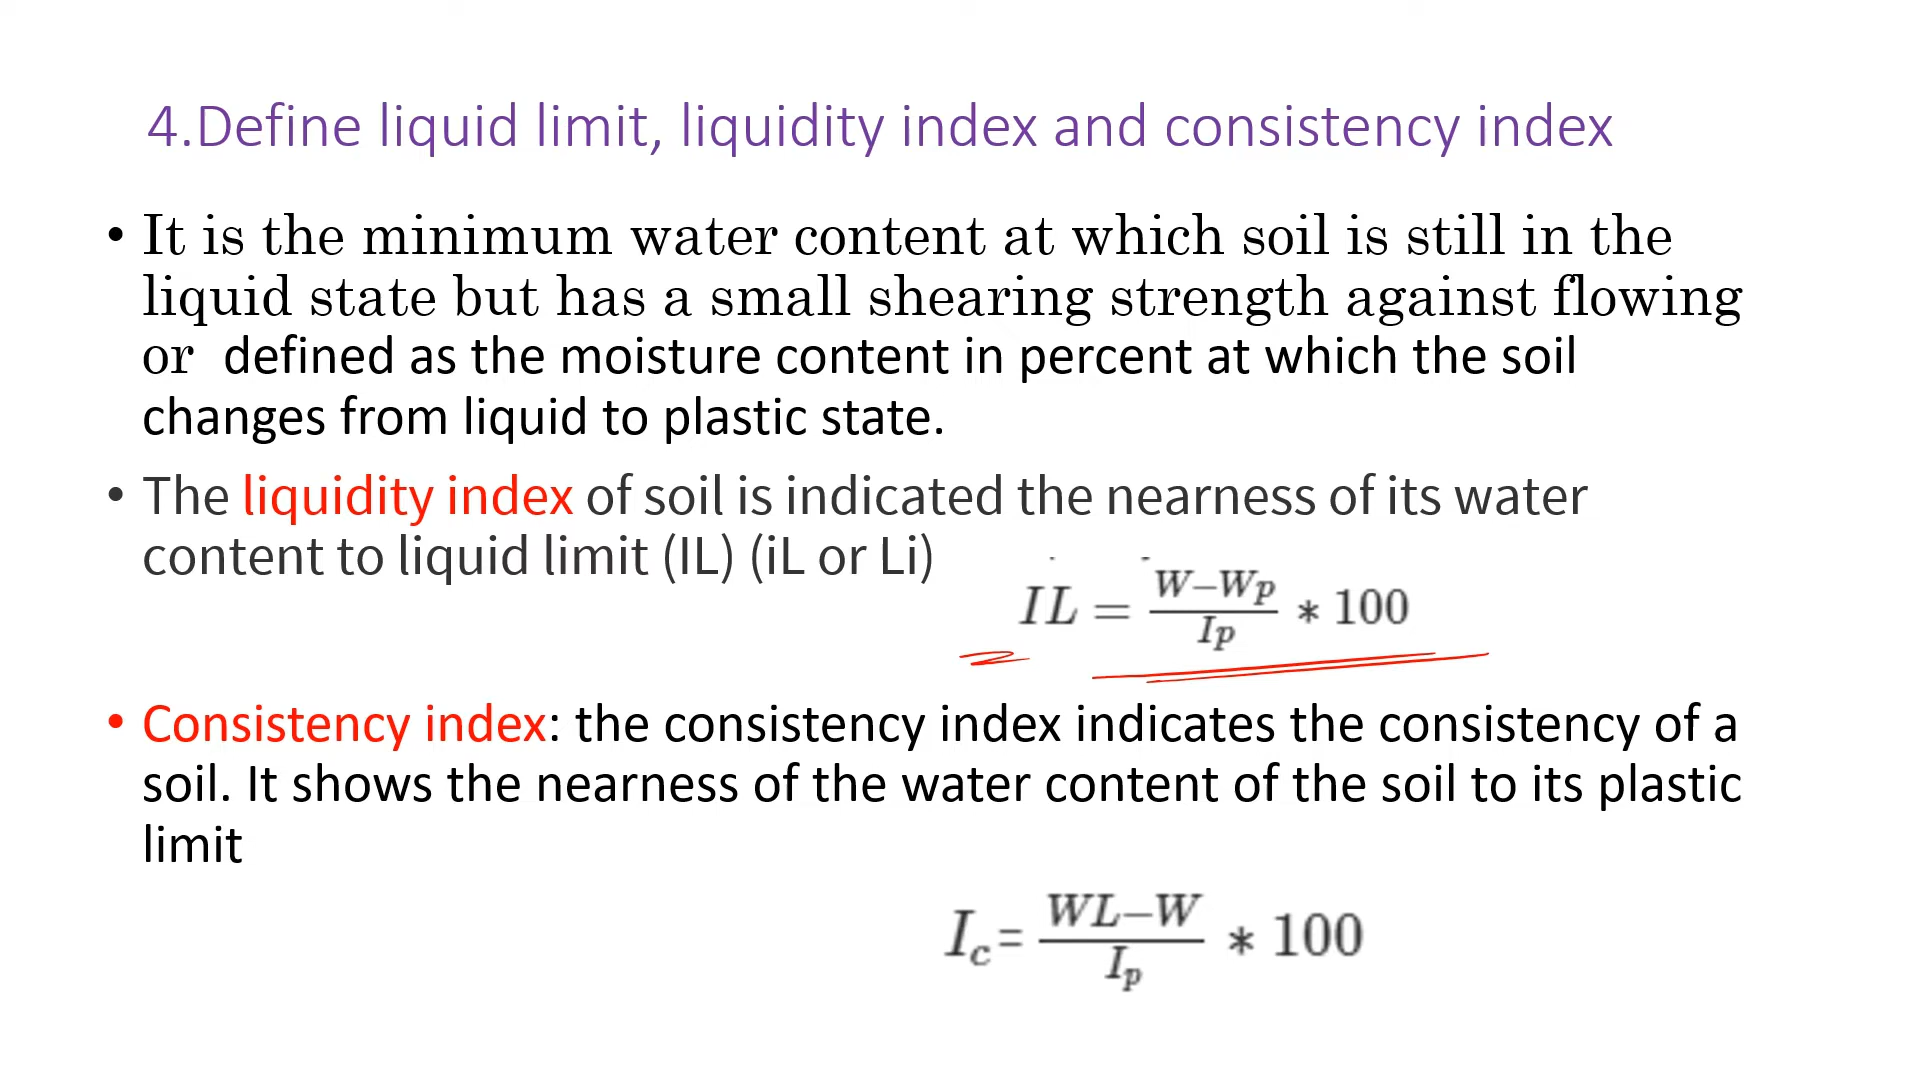 4.Define liquid limit, liquidity index and consistency index
• It is the minimum water content at which soil is still in the
liquid state but has a small shearing strength against flowing
or defined as the moisture content in percent at which the soil
changes from liquid to plastic state.
• The liquidity index of soil is indicated the nearness of its water
content to liquid limit (IL) (iL or Li)
IL = W−Wp / Ip * 100
• Consistency index: the consistency index indicates the consistency of a
soil. It shows the nearness of the water content of the soil to its plastic
limit
Ic = WL−W / Ip * 100